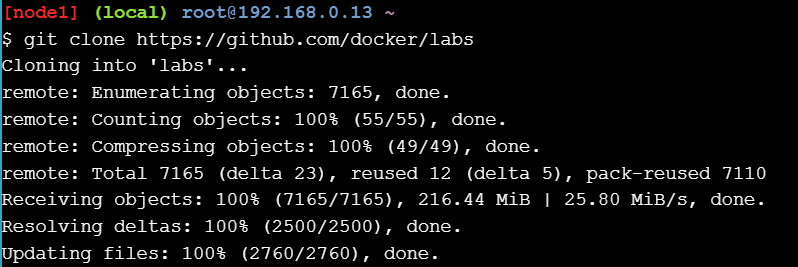 [node1] (local) root@192.168.0.13 ~
$ git clone https://github.com/docker/labs
Cloning into 'labs'...
remote: Enumerating objects: 7165, done.
remote: Counting objects: 100% (55/55), done.
remote: Compressing objects: 100% (49/49), done.
remote: Total 7165 (delta 23), reused 12 (delta 5), pack-reused 7110
Receiving objects: 100% (7165/7165), 216.44 MiB | 25.80 MiB/s, done.
Resolving deltas: 100% (2500/2500), done.
Updating files: 100% (2760/2760), done.